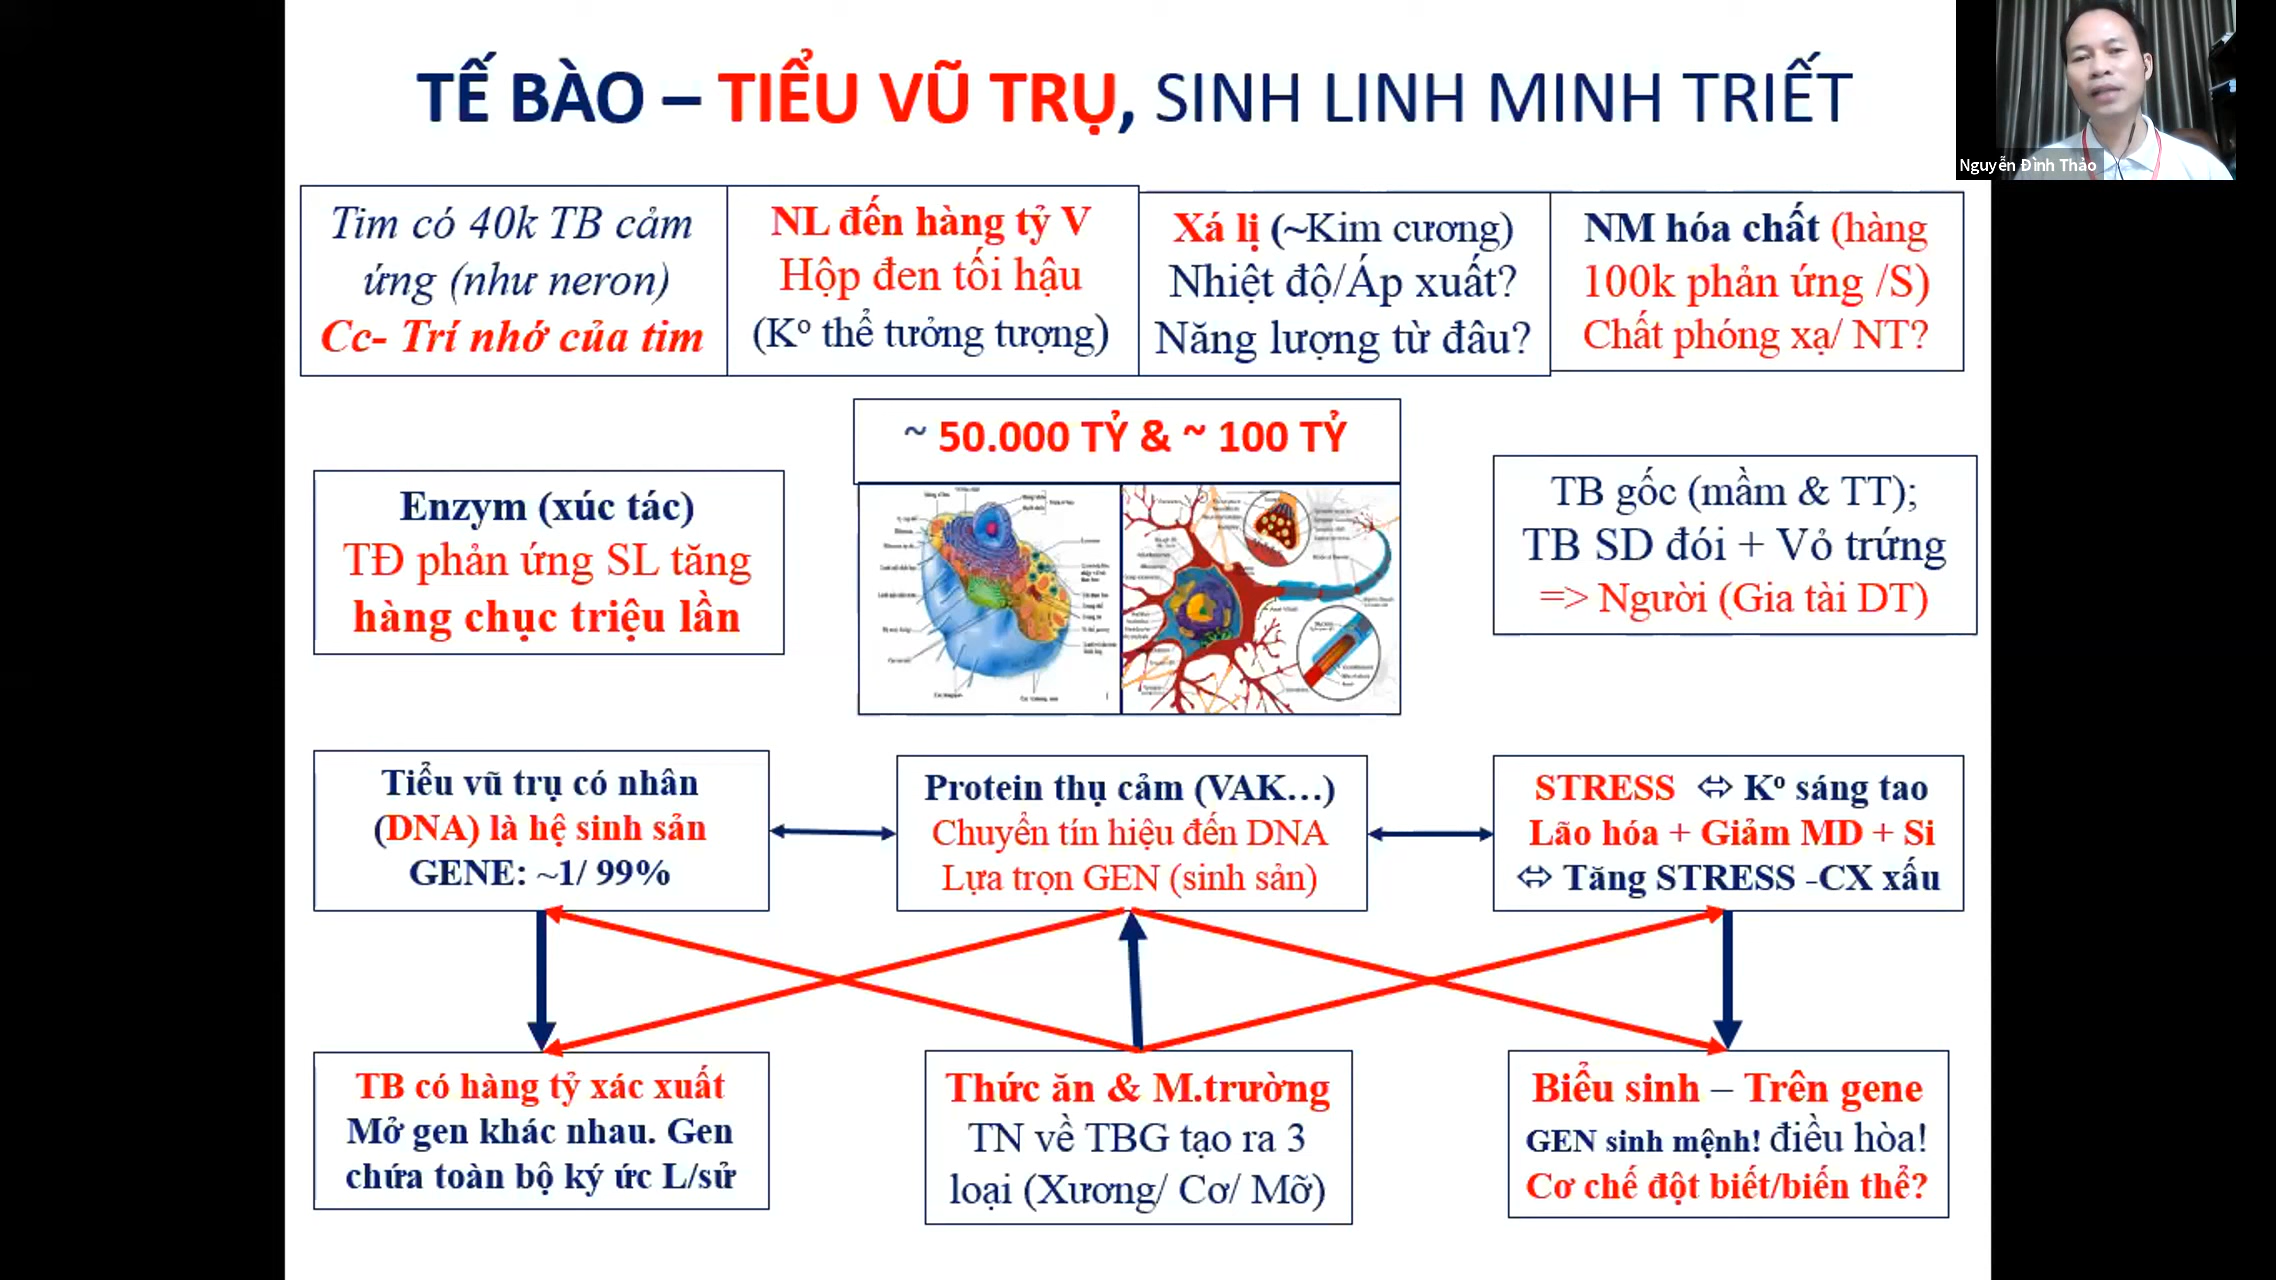 TẾ BÀO – TIỂU VŨ TRỤ, SINH LINH MINH TRIẾT
Nguyễn Đình Thảo
Tim có 40k TB cảm
ứng (như neron)
Cc- Trí nhớ của tim
NL đến hàng tỷ V
Hộp đen tối hậu
(Kº thể tưởng tượng)
Xá lị (~Kim cương)
Nhiệt độ/Áp xuất?
Năng lượng từ đâu?
NM hóa chất (hàng
100k phản ứng /S)
Chất phóng xạ/ NT?
~ 50.000 TỶ & ~ 100 TỶ
Enzym (xúc tác)
TĐ phản ứng SL tăng
hàng chục triệu lần
TB gốc (mầm & TT);
TB SD đói + Vỏ trứng
=> Người (Gia tài DT)
Tiểu vũ trụ có nhân
(DNA) là hệ sinh sản
GENE: ~1/ 99%
Protein thụ cảm (VAK…)
Chuyển tín hiệu đến DNA
Lựa trọn GEN (sinh sản)
STRESS ⇔ Kº sáng tao
Lão hóa + Giảm MD + Si
⇔ Tăng STRESS -CX xấu
TB có hàng tỷ xác xuất
Mở gen khác nhau. Gen
chứa toàn bộ ký ức L/sử
Thức ăn & M.trường
TN về TBG tạo ra 3
loại (Xương/ Cơ/ Mỡ)
Biểu sinh – Trên gene
GEN sinh mệnh! điều hòa!
Cơ chế đột biết/biến thể?